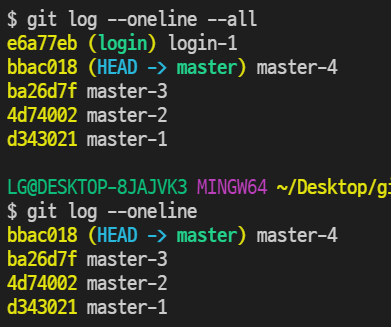 $ git log --oneline --all
e6a77eb (login) login-1
bbac018 (HEAD -> master) master-4
ba26d7f master-3
4d74002 master-2
d343021 master-1
LG@DESKTOP-8JAJVK3 MINGW64 ~/Desktop/gi
$ git log --oneline
bbac018 (HEAD -> master) master-4
ba26d7f master-3
4d74002 master-2
d343021 master-1